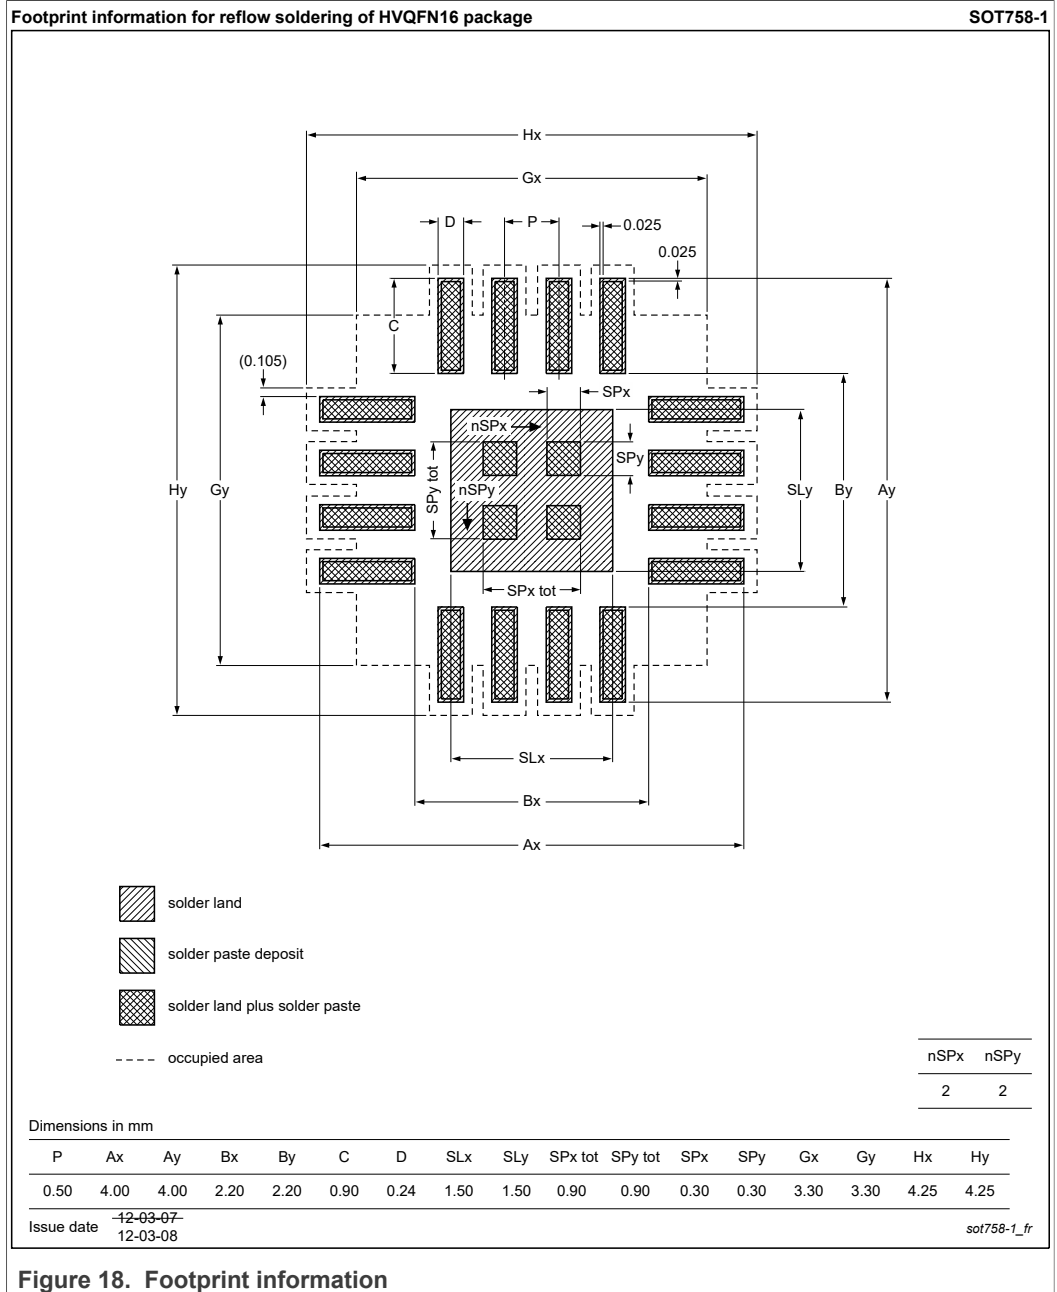 Footprint information for reflow soldering of HVQFN16 package SOT758-1
Hx
Gx
D P 0.025
0.025
C
(0.105)
SPx
nSPx
SPy
SPy tot
nSPy
Hy Gy SLy By Ay
SPx tot
SLx
Bx
Ax
solder land
solder paste deposit
solder land plus solder paste
occupied area
nSPx nSPy
2 2
Dimensions in mm
P Ax Ay Bx By C D SLx SLy SPx tot SPy tot SPx SPy Gx Gy Hx Hy
0.50 4.00 4.00 2.20 2.20 0.90 0.24 1.50 1.50 0.90 0.90 0.30 0.30 3.30 3.30 4.25 4.25
Issue date 12-03-07
12-03-08
sot758-1_fr
Figure 18. Footprint information